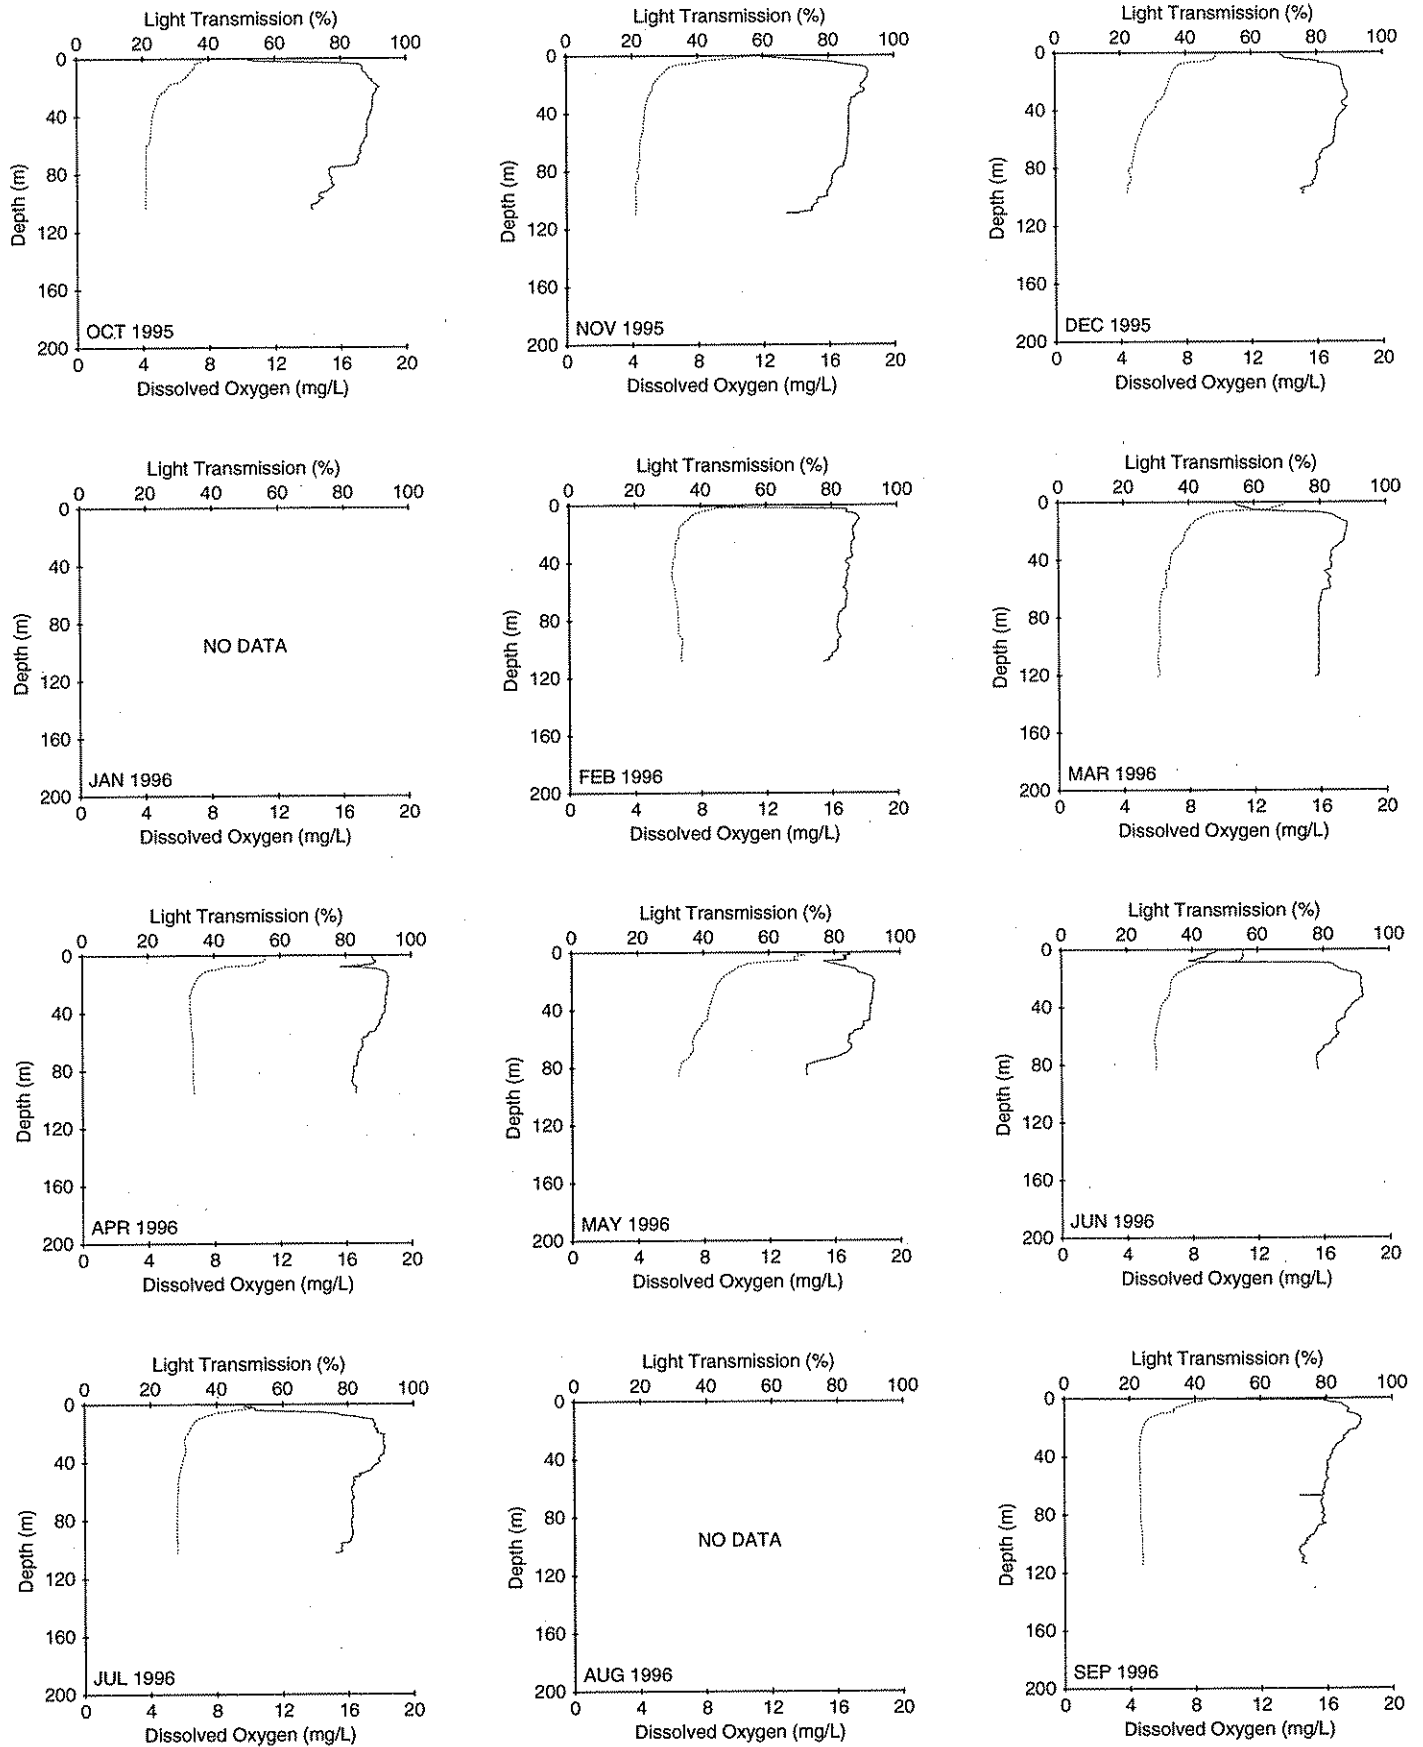 Light Transmission (%)
0 20 40 60 80 100
0
40
80
120
160
200
Depth (m)
OCT 1995
0 4 8 12 16 20
Dissolved Oxygen (mg/L)
Light Transmission (%)
0 20 40 60 80 100
0
40
80
120
160
200
Depth (m)
NOV 1995
0 4 8 12 16 20
Dissolved Oxygen (mg/L)
Light Transmission (%)
0 20 40 60 80 100
0
40
80
120
160
200
Depth (m)
DEC 1995
0 4 8 12 16 20
Dissolved Oxygen (mg/L)
Light Transmission (%)
0 20 40 60 80 100
0
40
80
120
160
200
Depth (m)
NO DATA
JAN 1996
0 4 8 12 16 20
Dissolved Oxygen (mg/L)
Light Transmission (%)
0 20 40 60 80 100
0
40
80
120
160
200
Depth (m)
FEB 1996
0 4 8 12 16 20
Dissolved Oxygen (mg/L)
Light Transmission (%)
0 20 40 60 80 100
0
40
80
120
160
200
Depth (m)
MAR 1996
0 4 8 12 16 20
Dissolved Oxygen (mg/L)
Light Transmission (%)
0 20 40 60 80 100
0
40
80
120
160
200
Depth (m)
APR 1996
0 4 8 12 16 20
Dissolved Oxygen (mg/L)
Light Transmission (%)
0 20 40 60 80 100
0
40
80
120
160
200
Depth (m)
MAY 1996
0 4 8 12 16 20
Dissolved Oxygen (mg/L)
Light Transmission (%)
0 20 40 60 80 100
0
40
80
120
160
200
Depth (m)
JUN 1996
0 4 8 12 16 20
Dissolved Oxygen (mg/L)
Light Transmission (%)
0 20 40 60 80 100
0
40
80
120
160
200
Depth (m)
JUL 1996
0 4 8 12 16 20
Dissolved Oxygen (mg/L)
Light Transmission (%)
0 20 40 60 80 100
0
40
80
120
160
200
Depth (m)
NO DATA
AUG 1996
0 4 8 12 16 20
Dissolved Oxygen (mg/L)
Light Transmission (%)
0 20 40 60 80 100
0
40
80
120
160
200
Depth (m)
SEP 1996
0 4 8 12 16 20
Dissolved Oxygen (mg/L)